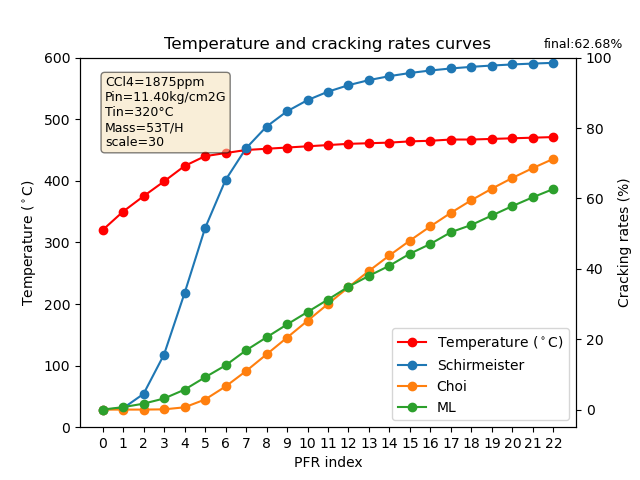 Temperature and cracking rates curves
final:62.68%
CCl4=1875ppm
Pin=11.40kg/cm2G
Tin=320°C
Mass=53T/H
scale=30
600
500
400
300
200
100
0
Temperature (°C)
100
80
60
40
20
0
Cracking rates (%)
Temperature (°C)
Schirmeister
Choi
ML
0 1 2 3 4 5 6 7 8 9 10 11 12 13 14 15 16 17 18 19 20 21 22
PFR index